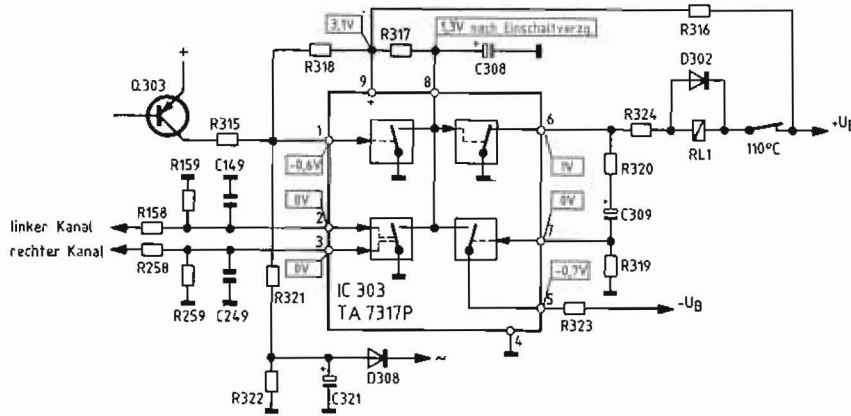 3,1V
1,3V nach Einschaltverzg.
R316
R318
R317
C308
+
D302
+
Q303
R315
9
+
8
6
R324
RL1
110°C
+UB
1
-0,6V
1V
R320
R159
C149
0V
0V
+
C309
linker Kanal
R158
2
7
rechter Kanal
R258
3
0V
-0,7V
R319
R259
C249
R321
IC 303
TA 7317P
5
R323
-UB
4
D308
~
R322
+
C321